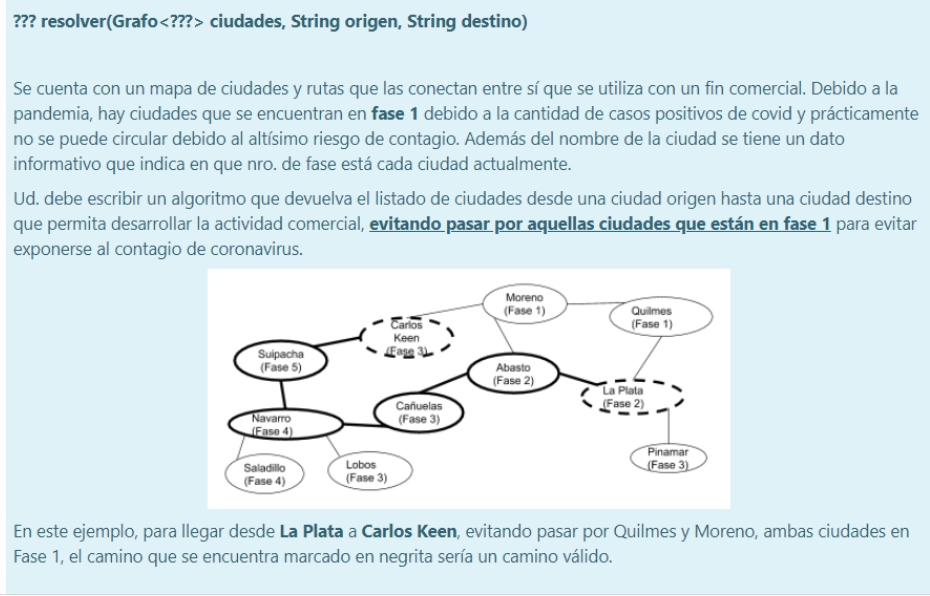 ??? resolver(Grafo<???> ciudades, String origen, String destino)
Se cuenta con un mapa de ciudades y rutas que las conectan entre sí que se utiliza con un fin comercial. Debido a la
pandemia, hay ciudades que se encuentran en fase 1 debido a la cantidad de casos positivos de covid y prácticamente
no se puede circular debido al altísimo riesgo de contagio. Además del nombre de la ciudad se tiene un dato
informativo que indica en que nro. de fase está cada ciudad actualmente.
Ud. debe escribir un algoritmo que devuelva el listado de ciudades desde una ciudad origen hasta una ciudad destino
que permita desarrollar la actividad comercial, evitando pasar por aquellas ciudades que están en fase 1 para evitar
exponerse al contagio de coronavirus.
Moreno
(Fase 1)
Quilmes
(Fase 1)
Carlos
Keen
(Fase 3)
Suipacha
(Fase 5)
Abasto
(Fase 2)
La Plata
(Fase 2)
Cañuelas
(Fase 3)
Navarro
(Fase 4)
Pinamar
(Fase 3)
Saladillo
(Fase 4)
Lobos
(Fase 3)
En este ejemplo, para llegar desde La Plata a Carlos Keen, evitando pasar por Quilmes y Moreno, ambas ciudades en
Fase 1, el camino que se encuentra marcado en negrita sería un camino válido.